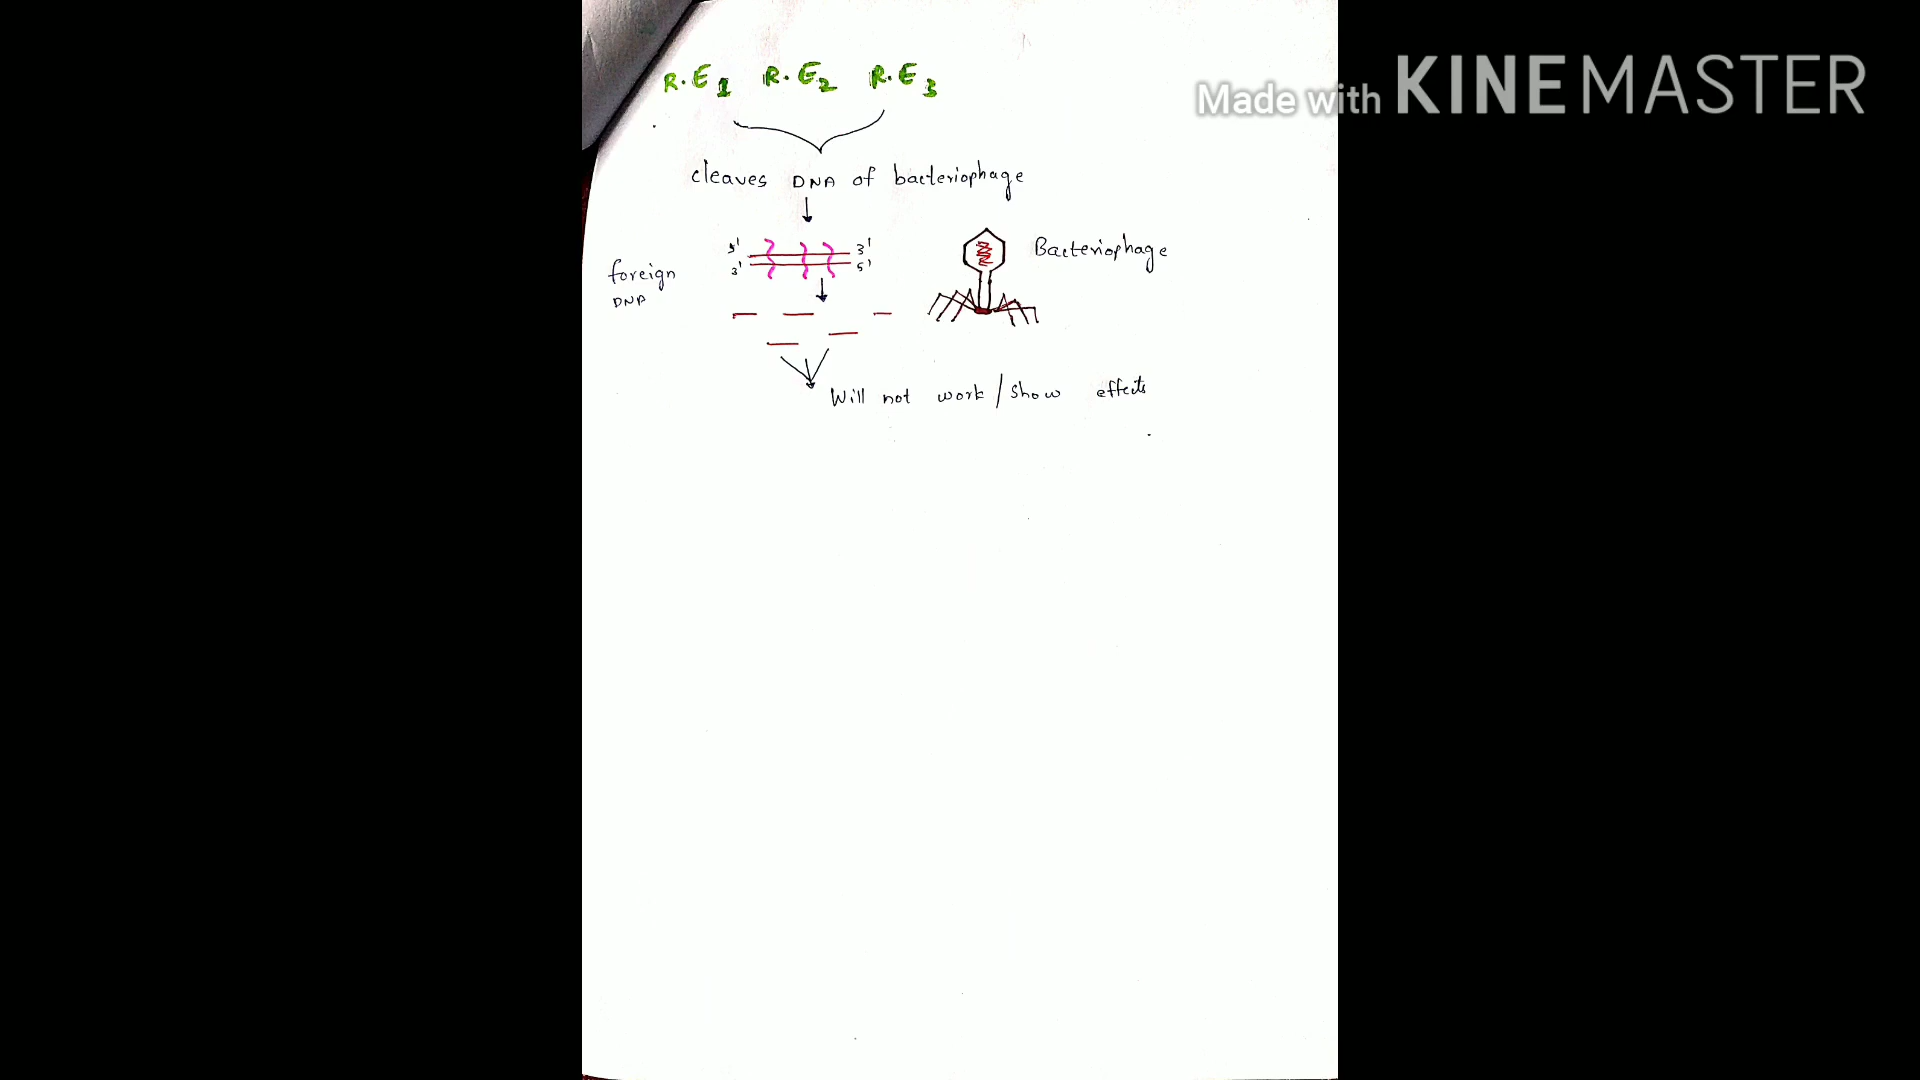 R.E1 R.E2 R.E3
Made with KINEMASTER
cleaves DNA of bacteriophage
5' 3'
3' 5'
foreign
DNA
Bacteriophage
Will not work / show effects